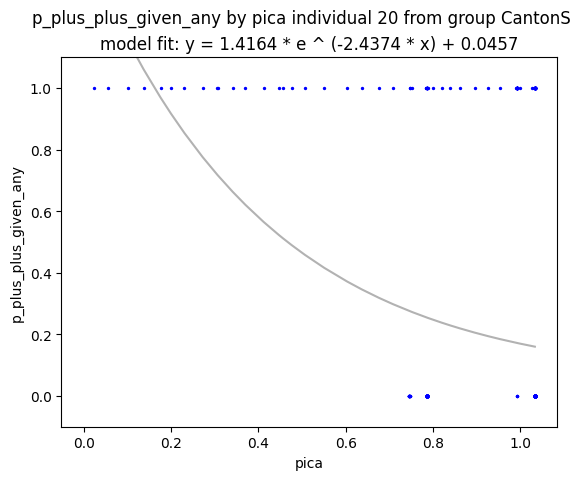 p_plus_plus_given_any by pica individual 20 from group CantonS
model fit: y = 1.4164 * e ^ (-2.4374 * x) + 0.0457
1.0
0.8
0.6
0.4
0.2
0.0
p_plus_plus_given_any
0.0 0.2 0.4 0.6 0.8 1.0
pica